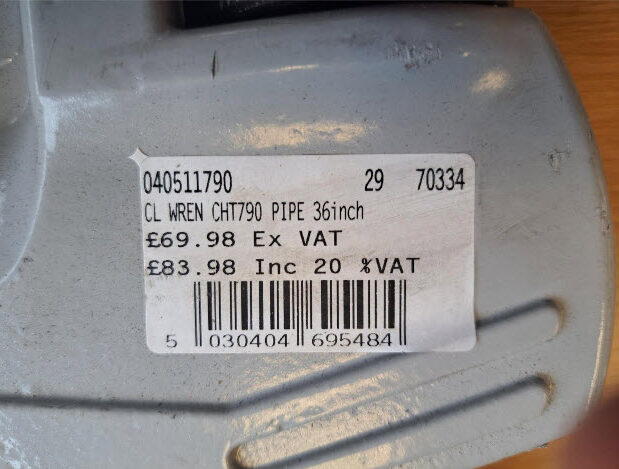 040511790 29 70334
CL WREN CHT790 PIPE 36inch
£69.98 Ex VAT
£83.98 Inc 20 %VAT
5 030404 695484